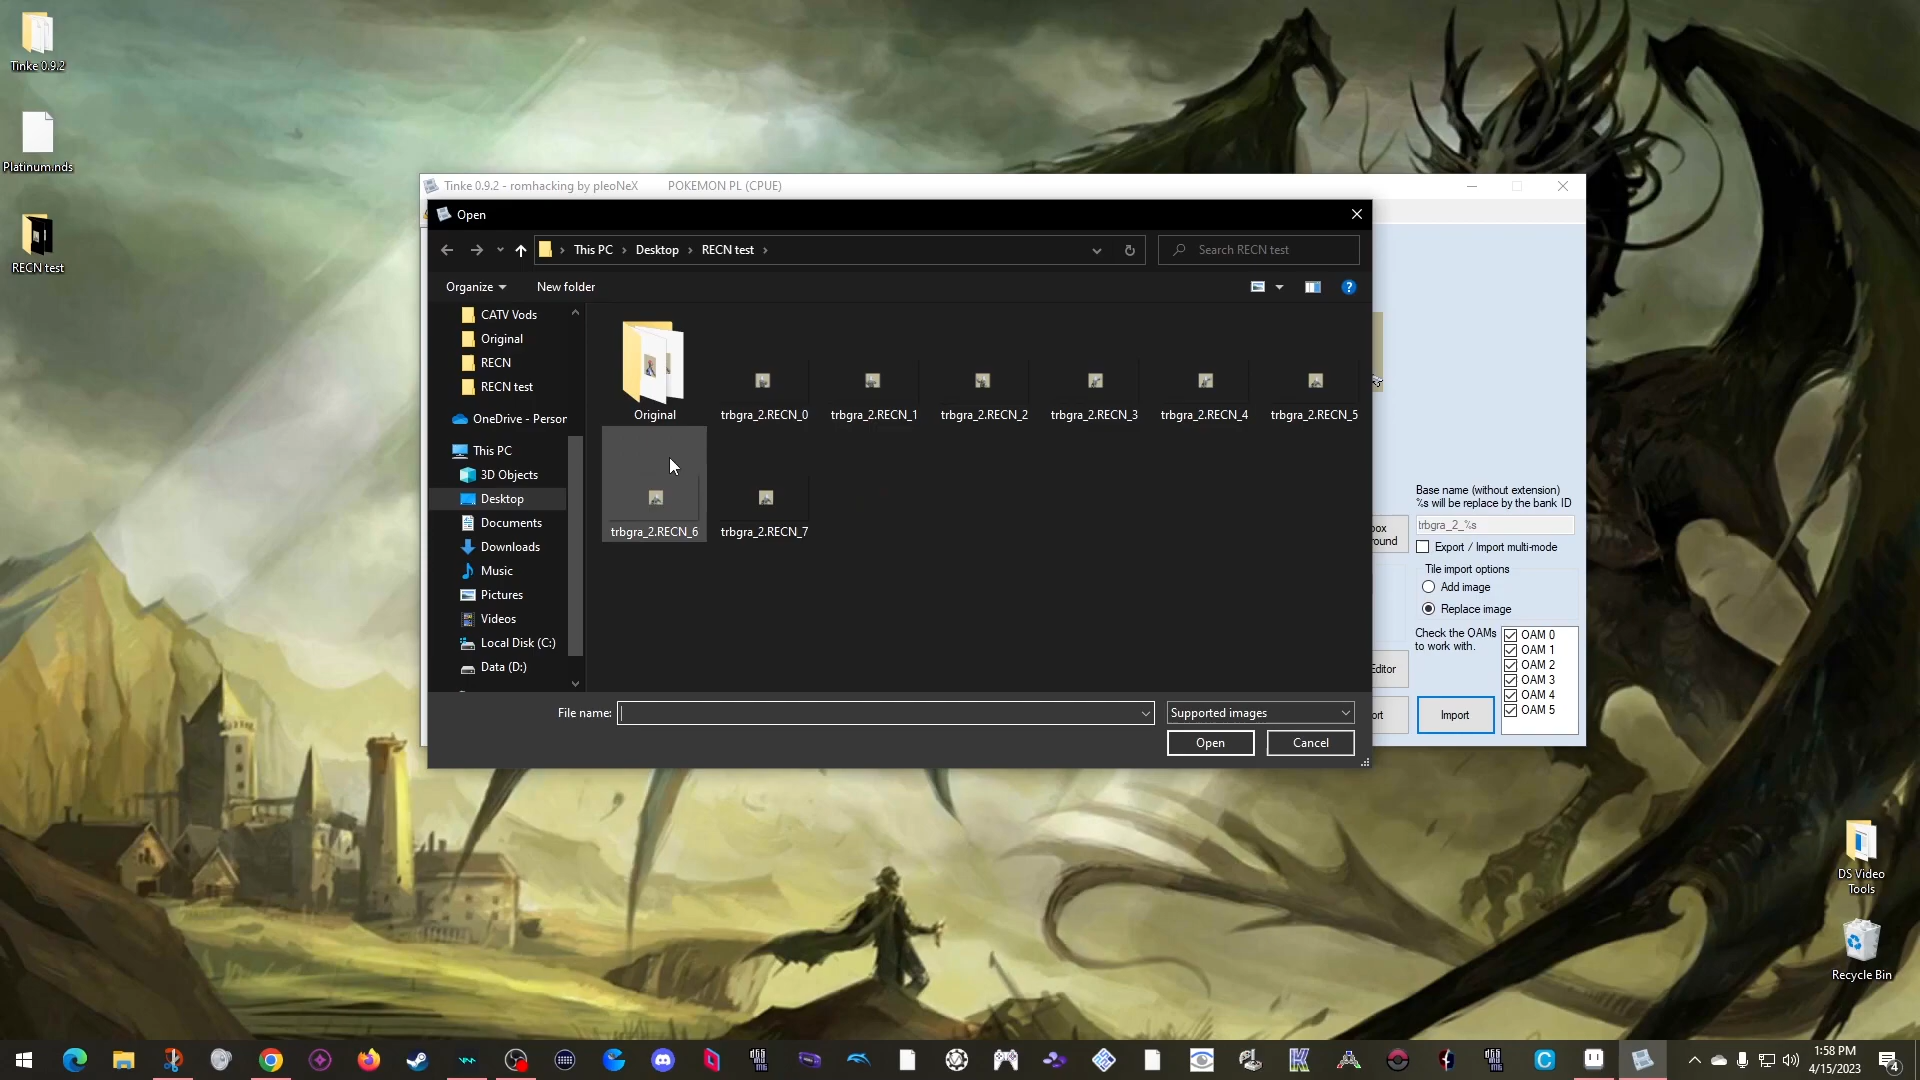 Tinke 0.9.2
Platinum.nds
RECN test
Tinke 0.9.2 - romhacking by pleoNeX POKEMON PL (CPUE)
Open
This PC > Desktop > RECN test >
Search RECN test
Organize
New folder
CATV Vods
Original
RECN
RECN test
OneDrive - Person
This PC
3D Objects
Desktop
Documents
Downloads
Music
Pictures
Videos
Local Disk (C:)
Data (D:)
Original
trbgra_2.RECN_0
trbgra_2.RECN_1
trbgra_2.RECN_2
trbgra_2.RECN_3
trbgra_2.RECN_4
trbgra_2.RECN_5
trbgra_2.RECN_6
trbgra_2.RECN_7
File name:
Supported images
Open
Cancel
Base name (without extension)
%s will be replace by the bank ID
box
round
trbgra_2_%s
Export / Import multi-mode
Tile import options
Add image
Replace image
Check the OAMs
to work with.
OAM 0
OAM 1
OAM 2
OAM 3
OAM 4
OAM 5
Editor
ort
Import
DS Video
Tools
Recycle Bin
1:58 PM
4/15/2023
4